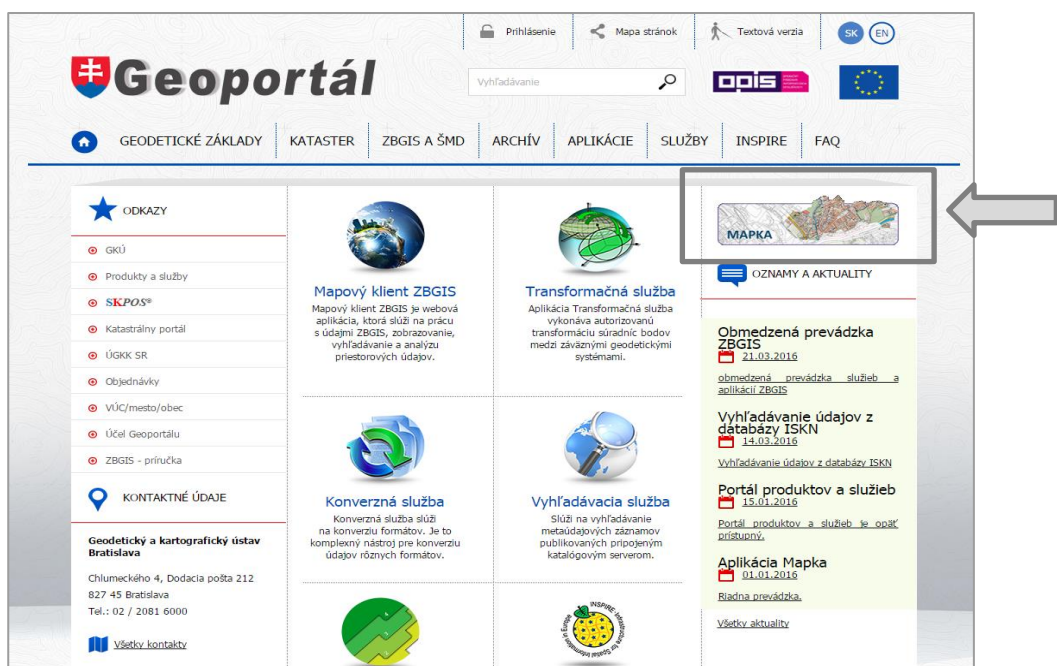 Prihlásenie
Mapa stránok
Textová verzia
SK
EN
Geoportál
Vyhľadávanie
opis
GEODETICKÉ ZÁKLADY
KATASTER
ZBGIS A ŠMD
ARCHÍV
APLIKÁCIE
SLUŽBY
INSPIRE
FAQ
ODKAZY
GKÚ
Produkty a služby
SKPOS®
Katastrálny portál
ÚGKK SR
Objednávky
VÚC/mesto/obec
Účel Geoportálu
ZBGIS - príručka
KONTAKTNÉ ÚDAJE
Geodetický a kartografický ústav
Bratislava
Chlumeckého 4, Dodacia pošta 212
827 45 Bratislava
Tel.: 02 / 2081 6000
Všetky kontakty
Mapový klient ZBGIS
Mapový klient ZBGIS je webová
aplikácia, ktorá slúži na prácu
s údajmi ZBGIS, zobrazovanie,
vyhľadávanie a analýzu
priestorových údajov.
Transformačná služba
Aplikácia Transformačná služba
vykonáva autorizovanú
transformáciu súradníc bodov
medzi záväznými geodetickými
systémami.
Konverzná služba
Konverzná služba slúži
na konverziu formátov. Je to
komplexný nástroj pre konverziu
údajov rôznych formátov.
Vyhľadávacia služba
Slúži na vyhľadávanie
metaúdajových záznamov
publikovaných pripojeným
katalógovým serverom.
INSPIRE: Infrastructure for Spatial Information in Europe
MAPKA
OZNAMY A AKTUALITY
Obmedzená prevádzka
ZBGIS
21.03.2016
obmedzená prevádzka služieb a
aplikácií ZBGIS
Vyhľadávanie údajov z
databázy ISKN
14.03.2016
Vyhľadávanie údajov z databázy ISKN
Portál produktov a služieb
15.01.2016
Portál produktov a služieb je opäť
prístupný.
Aplikácia Mapka
01.01.2016
Riadna prevádzka.
Všetky aktuality